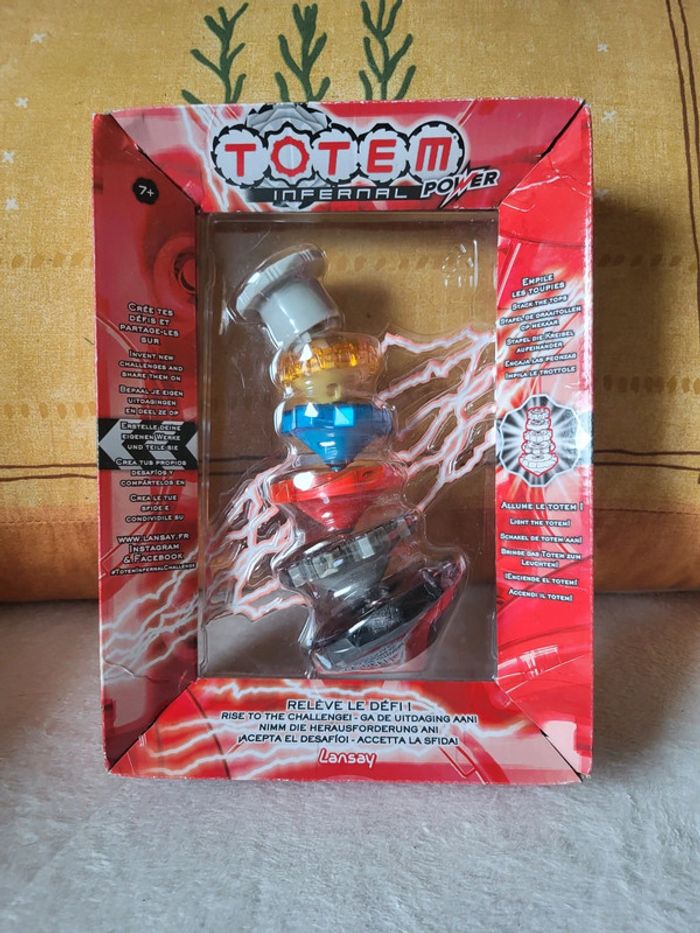 TOTEM
INFERNAL POWER
7+
CRÉE TES
DÉFIS ET
PARTAGE-LES
SUR
INVENT NEW
CHALLENGES AND
SHARE THEM ON
BEPAAL JE EIGEN
UITDAGINGEN
EN DEEL ZE OP
ERSTELLE DEINE
EIGENEN WERKE
UND TEILE SIE
CREA TUS PROPIOS
DESAFÍOS Y
COMPÁRTELOS EN
CREA LE TUE
SFIDE E
CONDIVIDILE SU
WWW.LANSAY.FR
INSTAGRAM
& FACEBOOK
#TOTEMINFERNALCHALLENGE
EMPILE
LES TOUPIES
STACK THE TOPS
STAPEL DE DRAAITOLLEN
OP MEKAAR
STAPEL DIE KREISEL
AUFEINANDER
ENCAJA LAS PEONZAS
IMPILA LE TROTTOLE
ALLUME LE TOTEM !
LIGHT THE TOTEM!
SCHAKEL DE TOTEM AAN!
BRINGE DAS TOTEM ZUM
LEUCHTEN!
¡ENCIENDE EL TOTEM!
ACCENDI IL TOTEM!
RELÈVE LE DÉFI !
RISE TO THE CHALLENGE! - GA DE UITDAGING AAN!
NIMM DIE HERAUSFORDERUNG AN!
¡ACEPTA EL DESAFÍO! - ACCETTA LA SFIDA!
Lansay